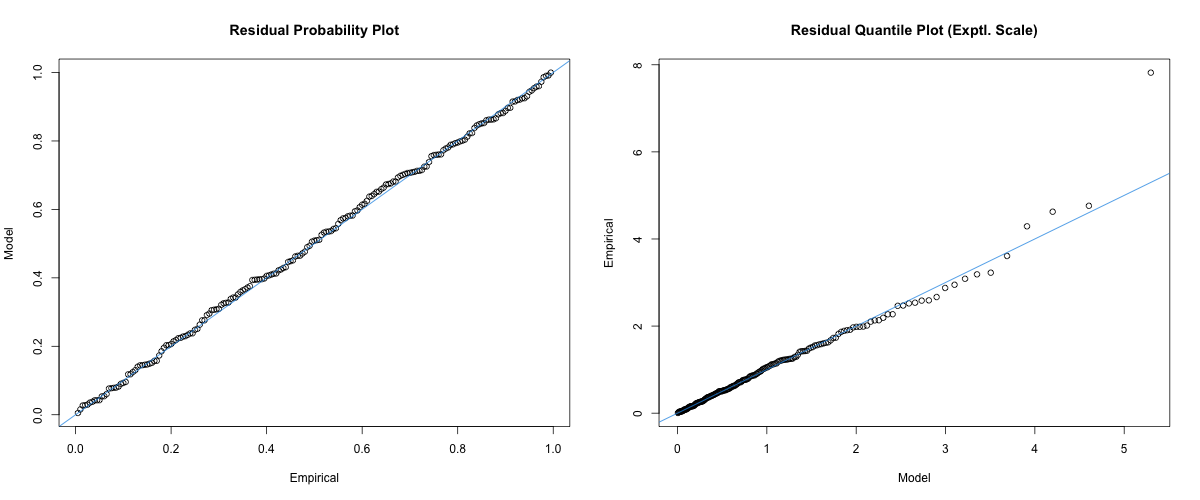 Residual Probability Plot
Model
0.0 0.2 0.4 0.6 0.8 1.0
0.0 0.2 0.4 0.6 0.8 1.0
Empirical
Residual Quantile Plot (Exptl. Scale)
Empirical
0 2 4 6 8
0 1 2 3 4 5
Model